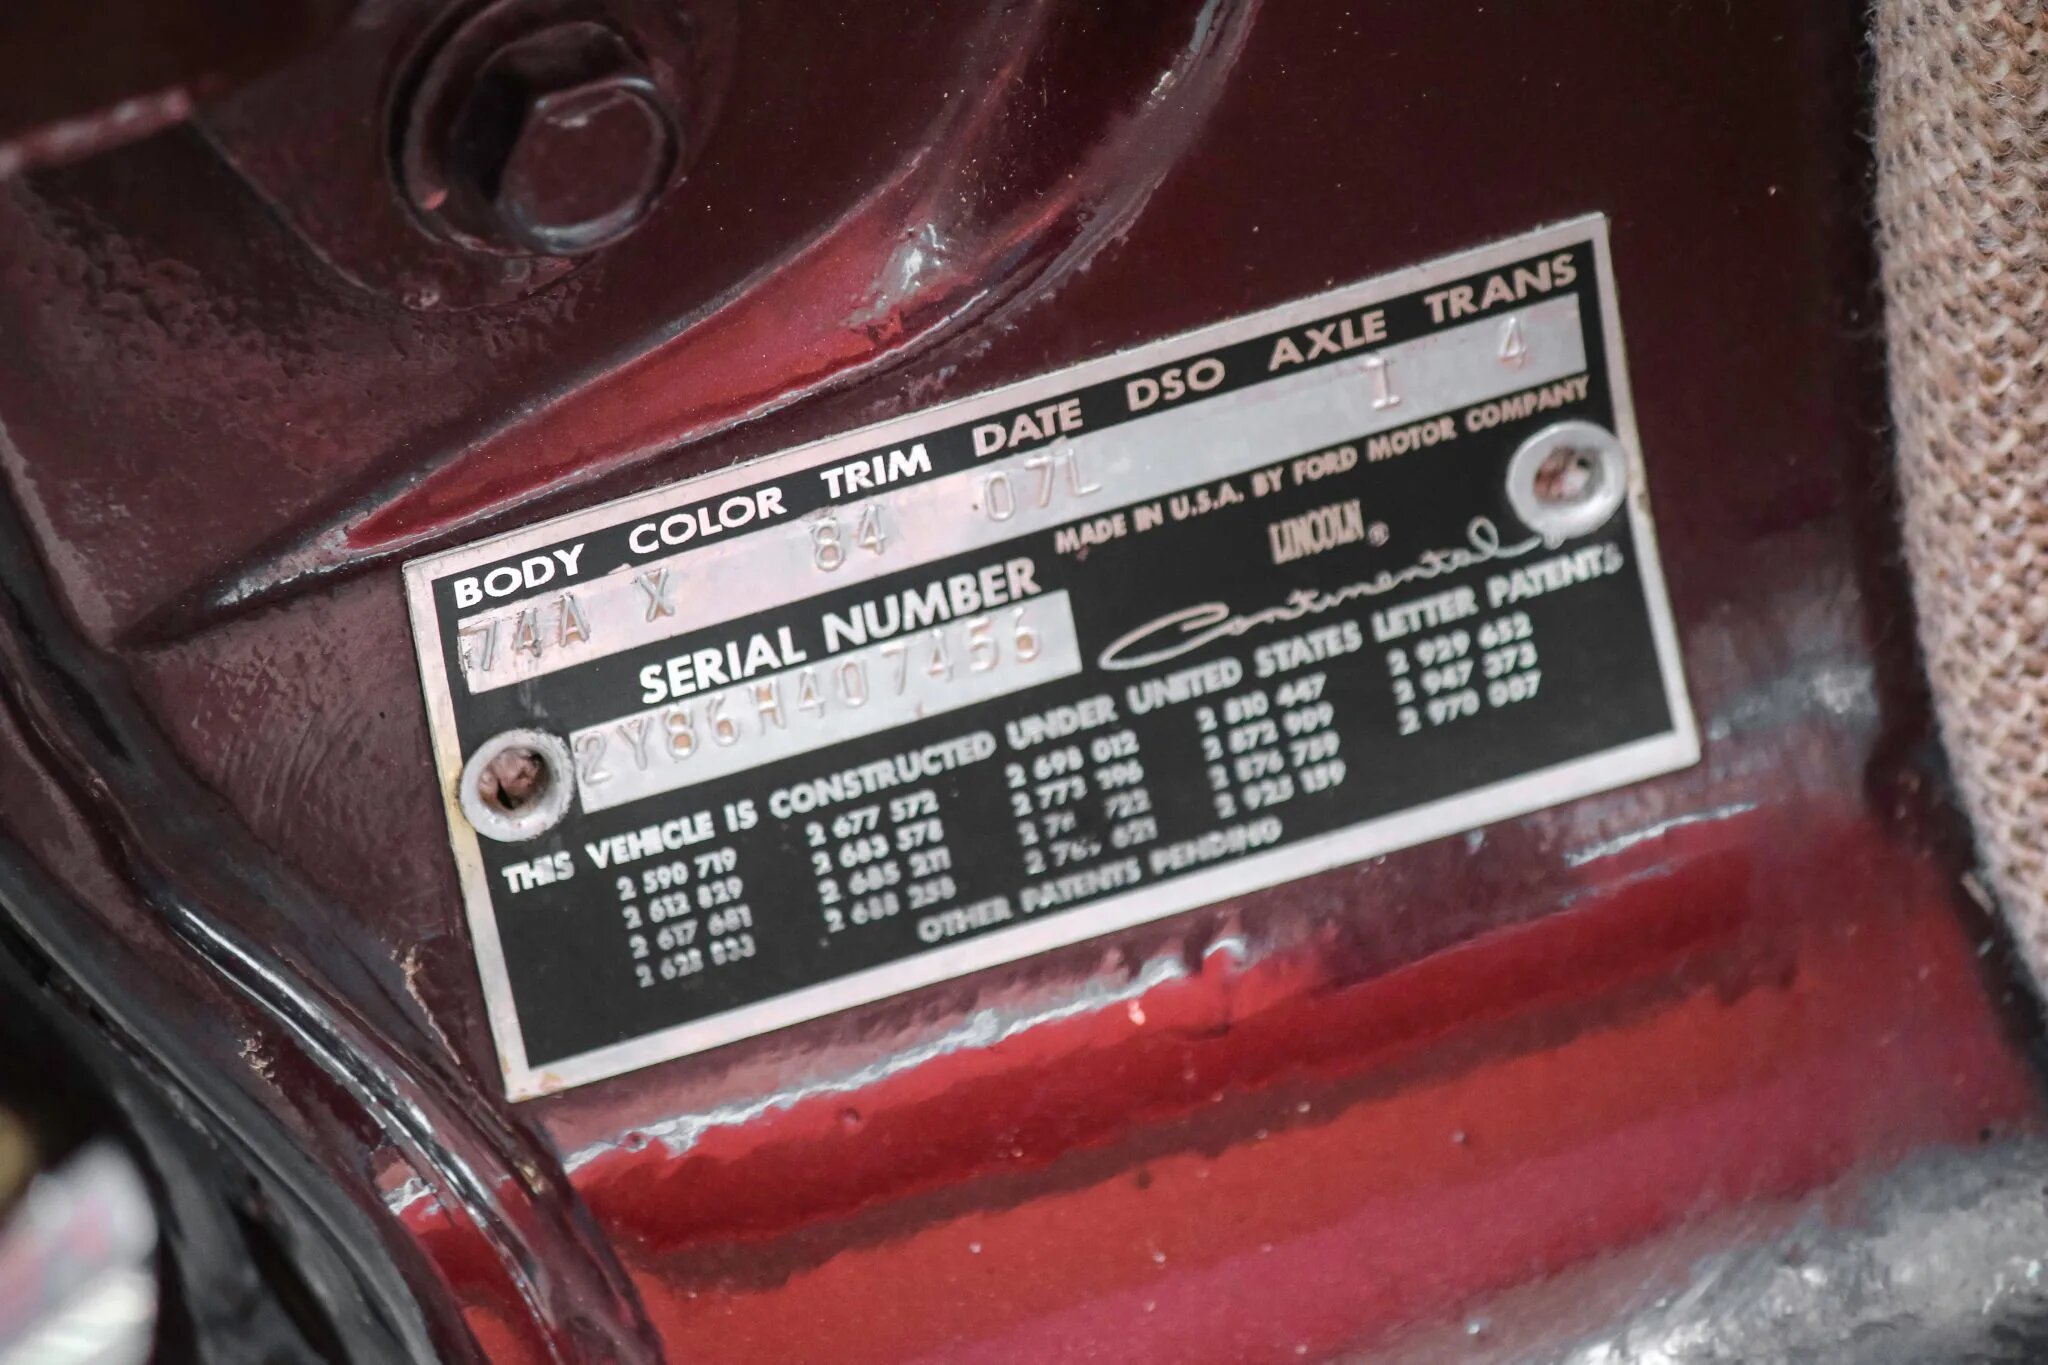 BODY COLOR TRIM DATE DSO AXLE TRANS
74A X 84 07L 1 4
SERIAL NUMBER
2Y86H407456
MADE IN U.S.A. BY FORD MOTOR COMPANY
LINCOLN ®
Continental
THIS VEHICLE IS CONSTRUCTED UNDER UNITED STATES LETTER PATENTS
2 590 719 2 677 572 2 698 012 2 810 447 2 929 652
2 612 829 2 683 578 2 773 396 2 872 909 2 947 373
2 617 681 2 685 211 722 2 876 789 2 970 007
2 628 833 2 688 258 621 2 925 159
OTHER PATENTS PENDING